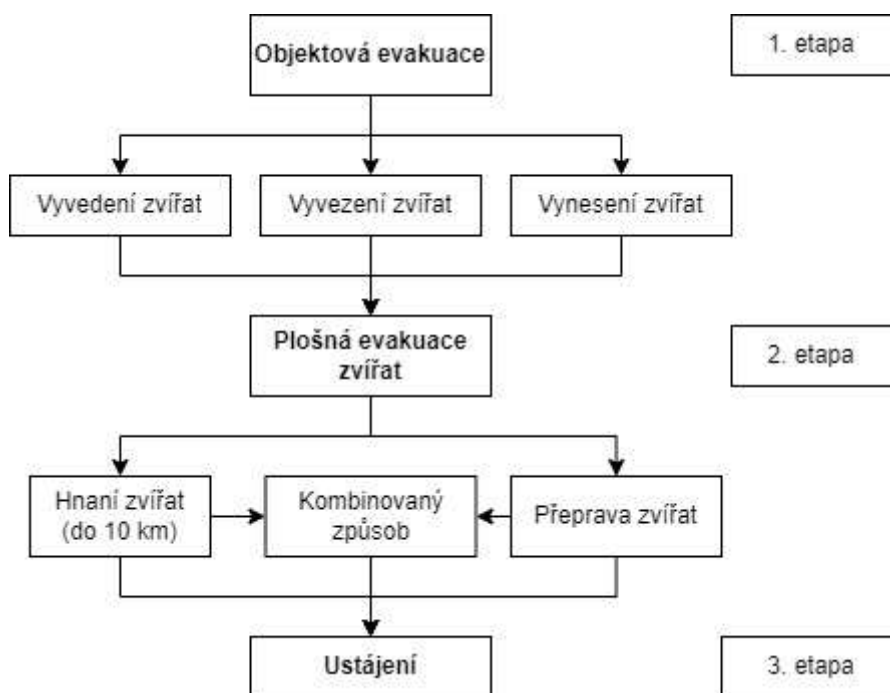 Objektová evakuace
1. etapa
Vyvedení zvířat
Vyvezení zvířat
Vynesení zvířat
Plošná evakuace
zvířat
2. etapa
Hnaní zvířat
(do 10 km)
Kombinovaný
způsob
Přeprava zvířat
Ustájení
3. etapa